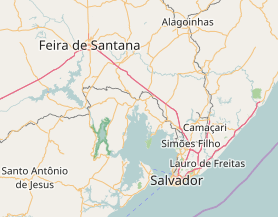 Alagoinhas
Feira de Santana
Camaçari
Simões Filho
Lauro de Freitas
Santo Antônio
de Jesus
Salvador